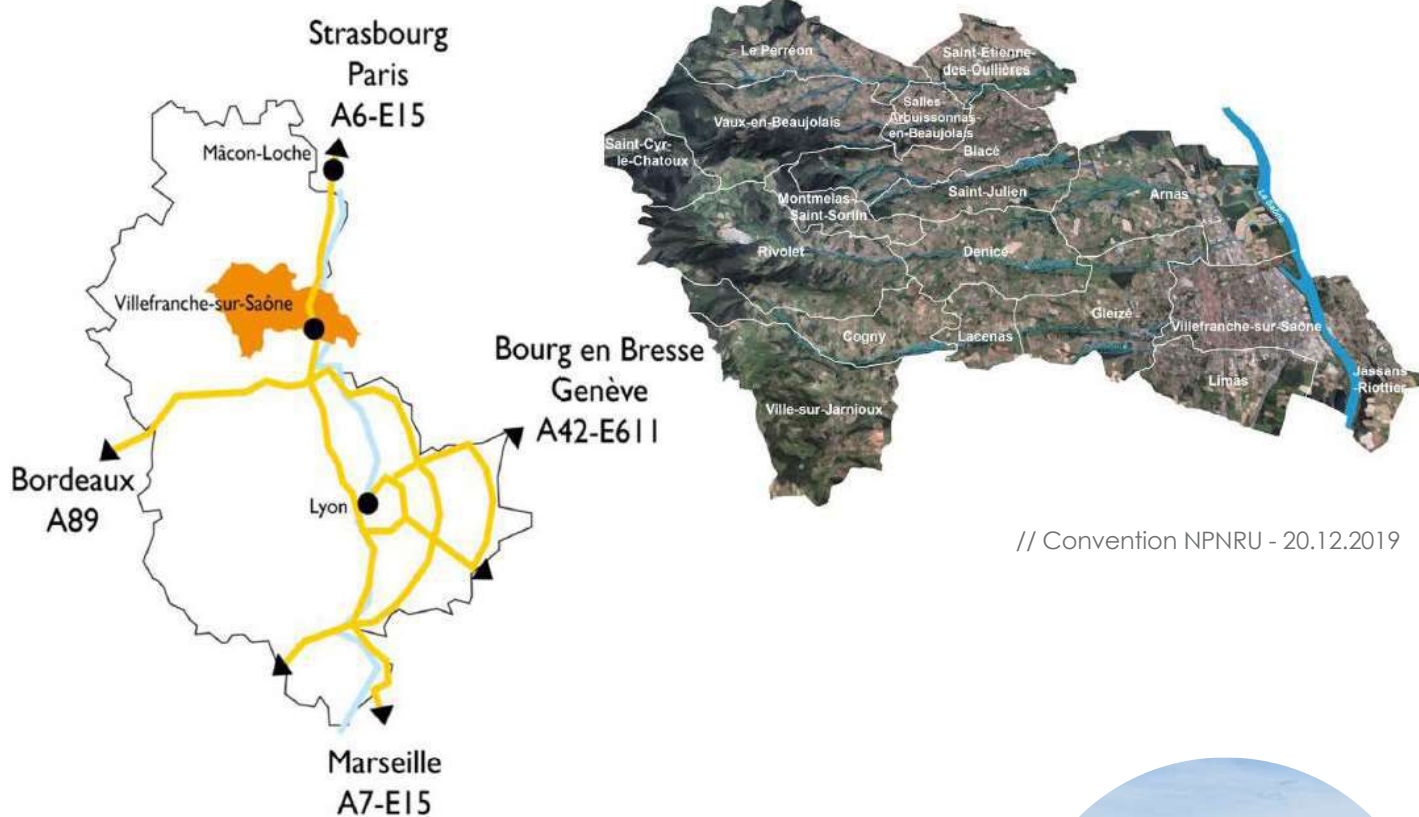 Strasbourg
Paris
A6-E15
Mâcon-Loche
Villefranche-sur-Saône
Bourg en Bresse
Genève
A42-E611
Bordeaux
A89
Lyon
Marseille
A7-E15
Le Perréon
Saint-Etienne-
des-Oullières
Salles-
Arbuissonnas-
en-Beaujolais
Vaux-en-Beaujolais
Saint-Cyr-
le-Chatoux
Blacé
Montmelas-
Saint-Sorlin
Saint-Julien
Arnas
La Saône
Rivolet
Denicé
Cogny
Lacenas
Gleizé
Villefranche-sur-Saône
Limas
Jassans
-Riottier
Ville-sur-Jarnioux
// Convention NPNRU - 20.12.2019